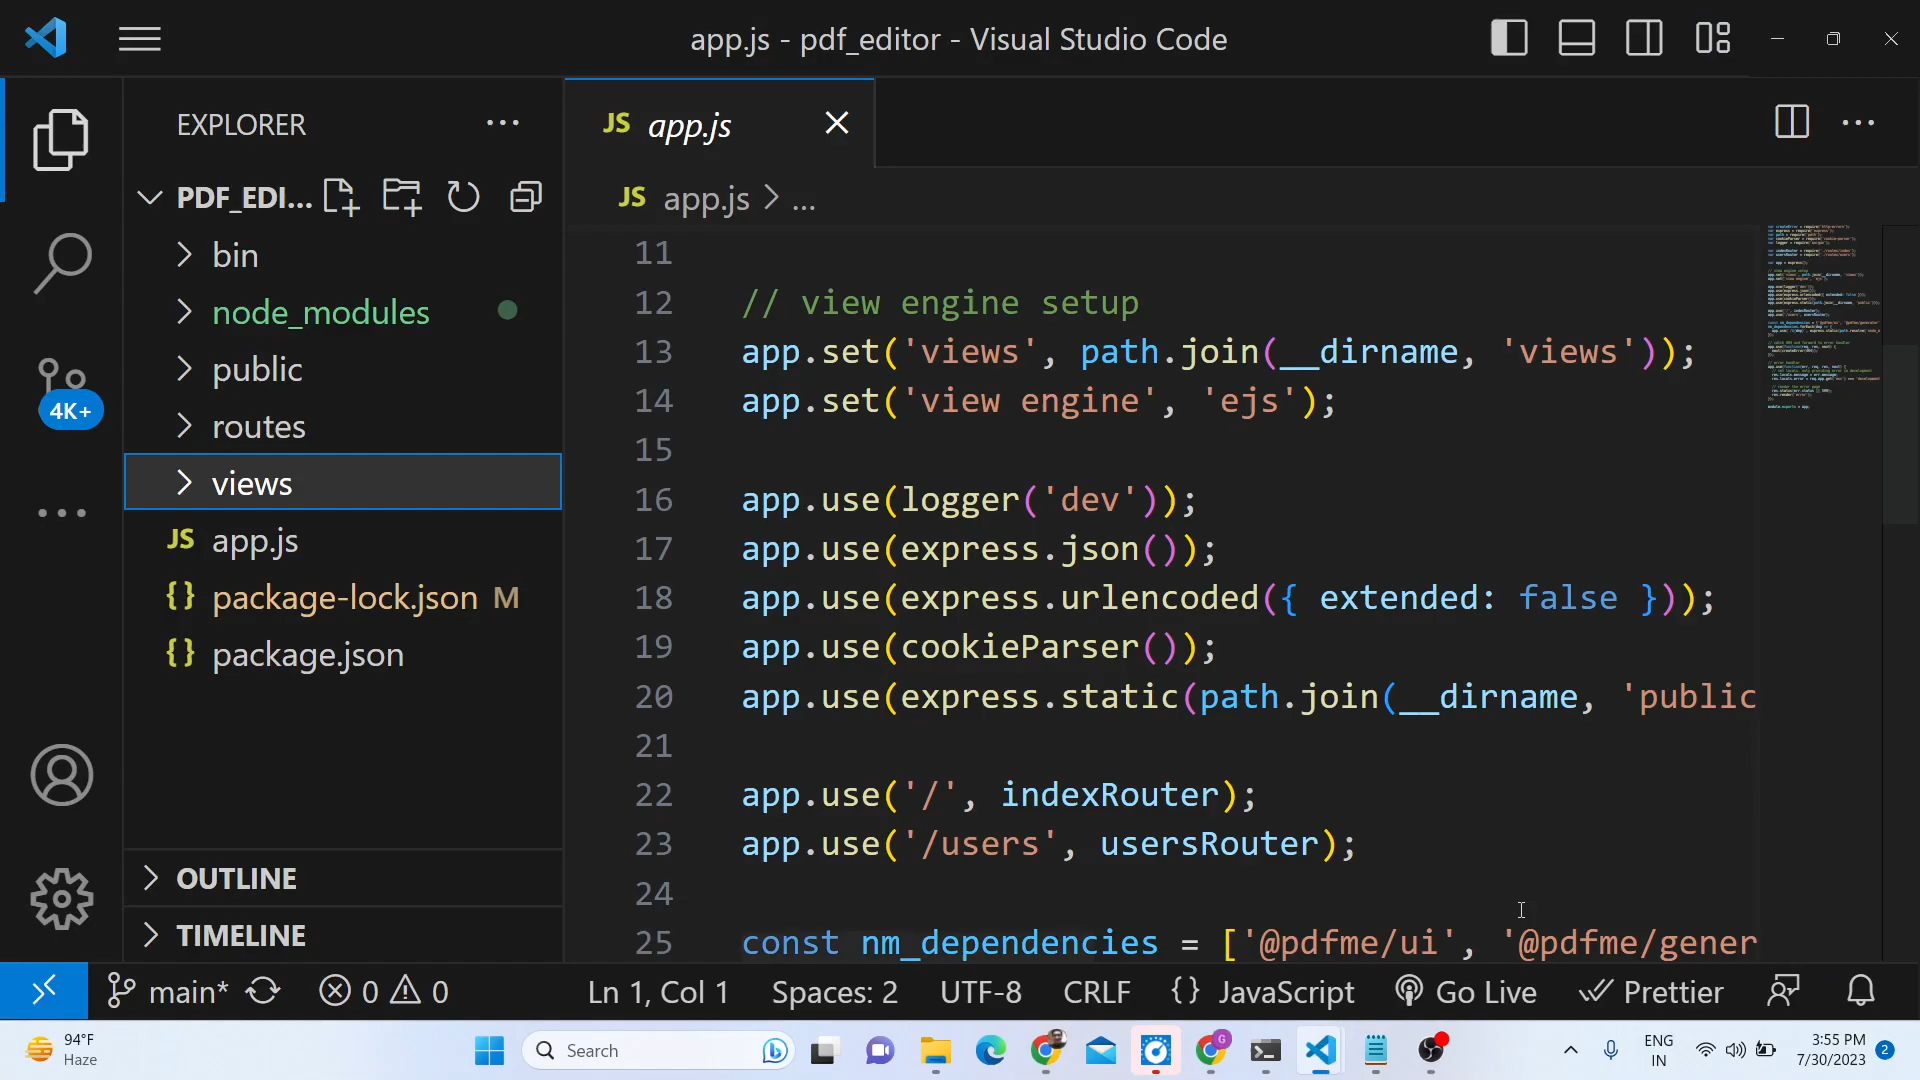 app.js - pdf_editor - Visual Studio Code
EXPLORER
PDF_EDI...
bin
node_modules
public
routes
views
JS app.js
{} package-lock.json M
{} package.json
OUTLINE
TIMELINE
4K+
JS app.js
JS app.js > ...
11
12 // view engine setup
13 app.set('views', path.join(__dirname, 'views'));
14 app.set('view engine', 'ejs');
15
16 app.use(logger('dev'));
17 app.use(express.json());
18 app.use(express.urlencoded({ extended: false }));
19 app.use(cookieParser());
20 app.use(express.static(path.join(__dirname, 'public
21
22 app.use('/', indexRouter);
23 app.use('/users', usersRouter);
24
25 const nm_dependencies = ['@pdfme/ui', '@pdfme/gener
main* 0 0 Ln 1, Col 1 Spaces: 2 UTF-8 CRLF {} JavaScript Go Live Prettier
94°F
Haze
Search
G
ENG
IN
3:55 PM
7/30/2023
2